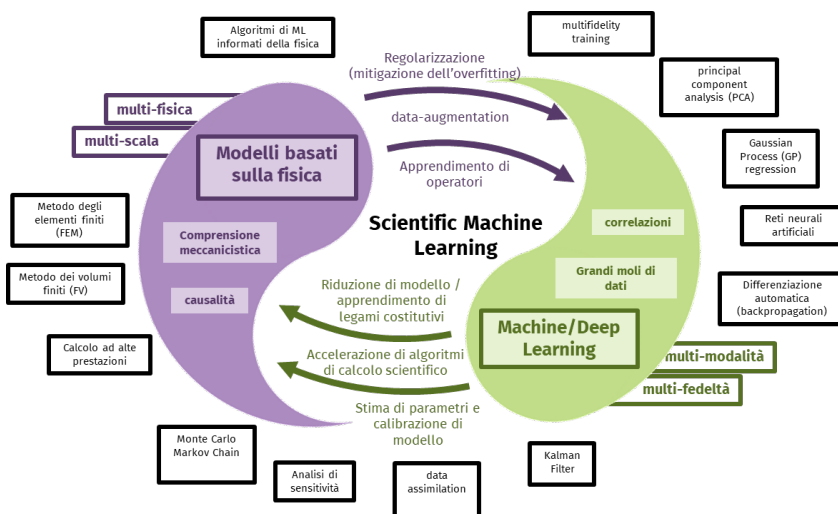 Algoritmi di ML
informati della fisica
multifidelity
training
Regolarizzazione
(mitigazione dell'overfitting)
principal
component
analysis (PCA)
multi-fisica
multi-scala
data-augmentation
Modelli basati
sulla fisica
Apprendimento di
operatori
Gaussian
Process (GP)
regression
Metodo degli
elementi finiti
(FEM)
Comprensione
meccanicistica
Scientific Machine
Learning
correlazioni
Reti neurali
artificiali
Metodo dei volumi
finiti (FV)
causalità
Grandi moli di
dati
Riduzione di modello /
apprendimento di
legami costitutivi
Differenziazione
automatica
(backpropagation)
Machine/Deep
Learning
Calcolo ad alte
prestazioni
Accelerazione di algoritmi
di calcolo scientifico
multi-modalità
multi-fedeltà
Stima di parametri e
calibrazione di
modello
Monte Carlo
Markov Chain
Analisi di
sensitività
data
assimilation
Kalman
Filter